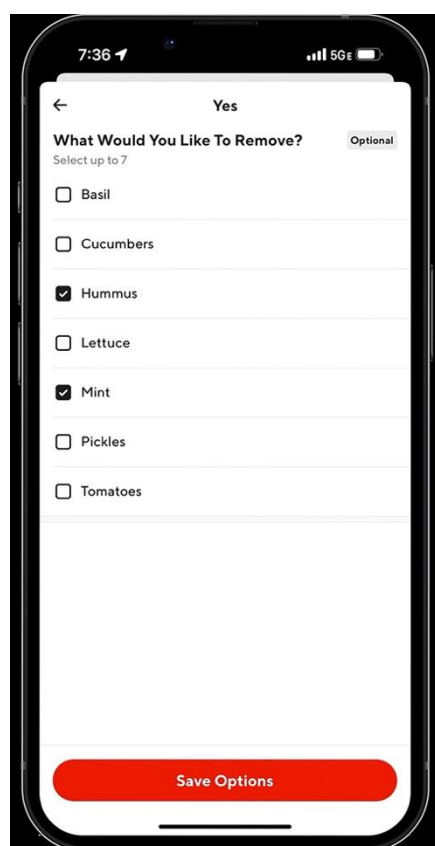 7:36
5GE
Yes
What Would You Like To Remove?
Optional
Select up to 7
Basil
Cucumbers
Hummus
Lettuce
Mint
Pickles
Tomatoes
Save Options